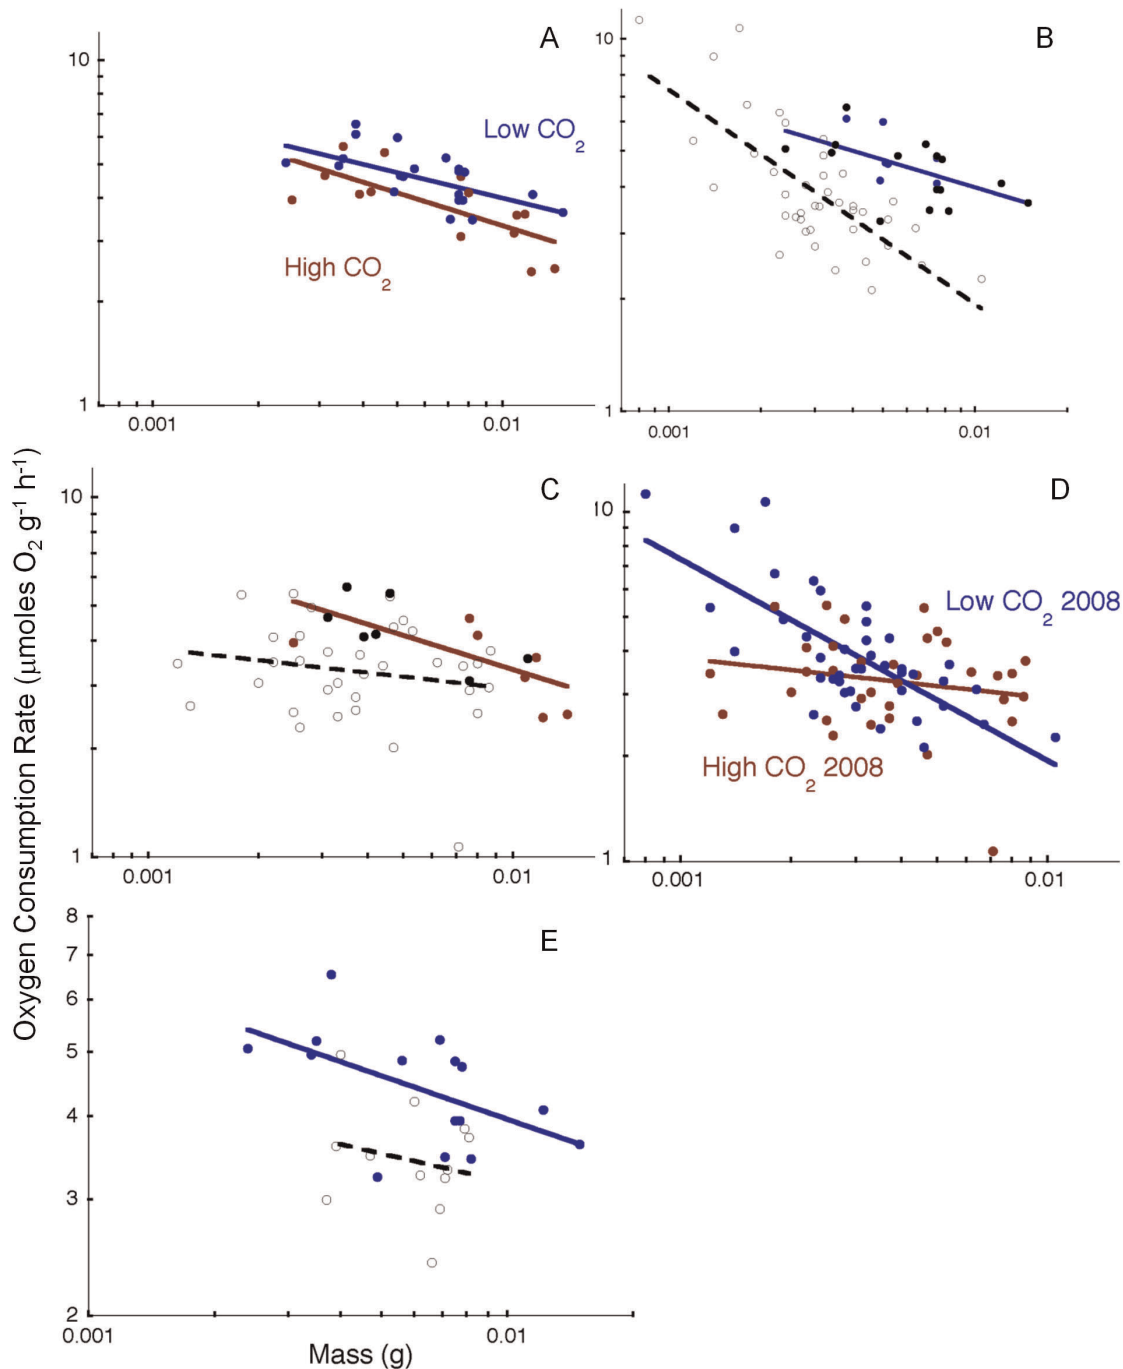 A
10
Low CO2
High CO2
1
0.001
0.01
B
10
1
0.001
0.01
C
10
1
0.001
0.01
D
10
Low CO2 2008
High CO2 2008
1
0.001
0.01
E
8
7
6
5
4
3
2
0.001
0.01
Oxygen Consumption Rate (μmoles O2 g-1 h-1)
Mass (g)